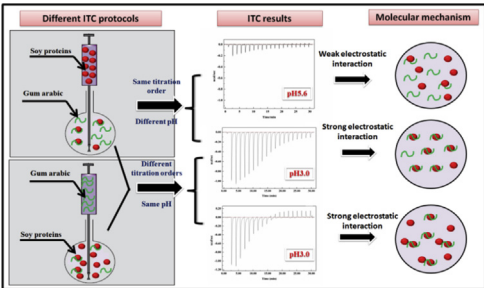 Different ITC protocols
ITC results
Molecular mechanism
Soy proteins
Gum arabic
Same titration
order
Different pH
pH5.6
Weak electrostatic
interaction
Gum arabic
Soy proteins
Different
titration orders
Same pH
pH3.0
Strong electrostatic
interaction
pH3.0
Strong electrostatic
interaction